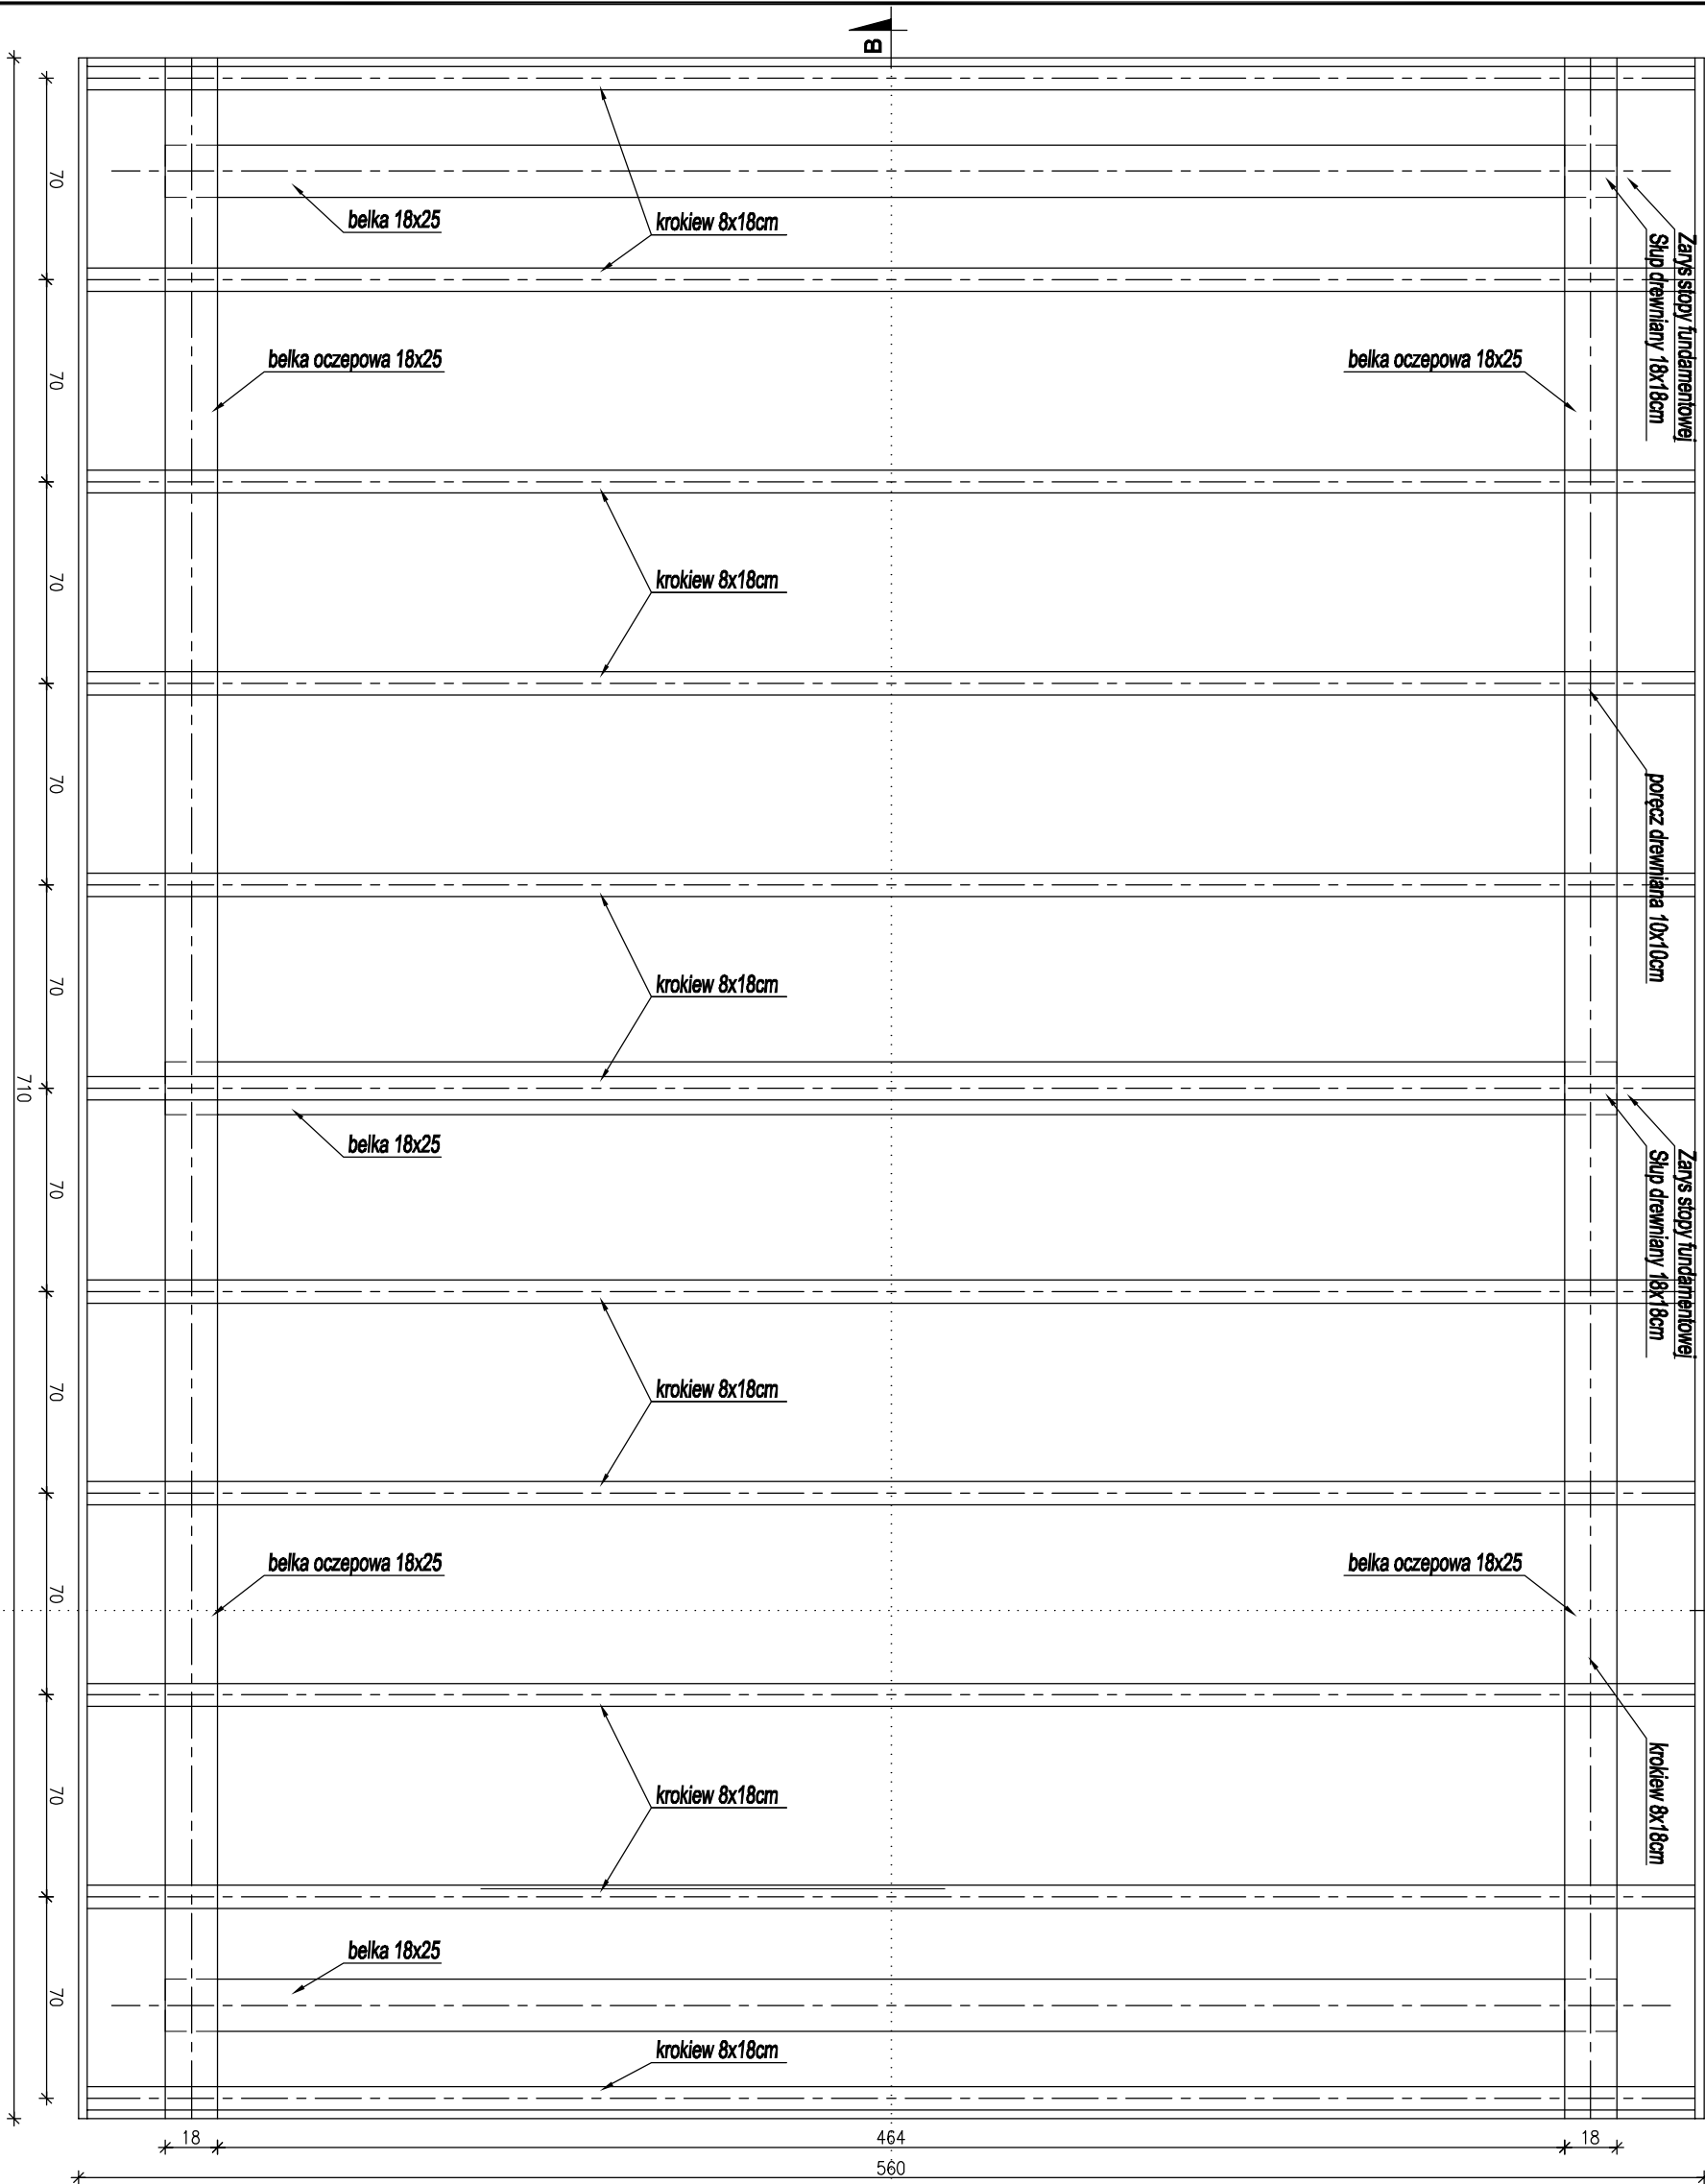 B
70
belka 18x25
krokiew 8x18cm
Zarys stopy fundamentowej
Słup drewniany 18x18cm
belka oczepowa 18x25
belka oczepowa 18x25
70
krokiew 8x18cm
70
poręcz drewniana 10x10cm
70
krokiew 8x18cm
70
710
belka 18x25
Zarys stopy fundamentowej
Słup drewniany 18x18cm
70
krokiew 8x18cm
70
belka oczepowa 18x25
belka oczepowa 18x25
70
krokiew 8x18cm
krokiew 8x18cm
70
belka 18x25
70
krokiew 8x18cm
18
464
18
560